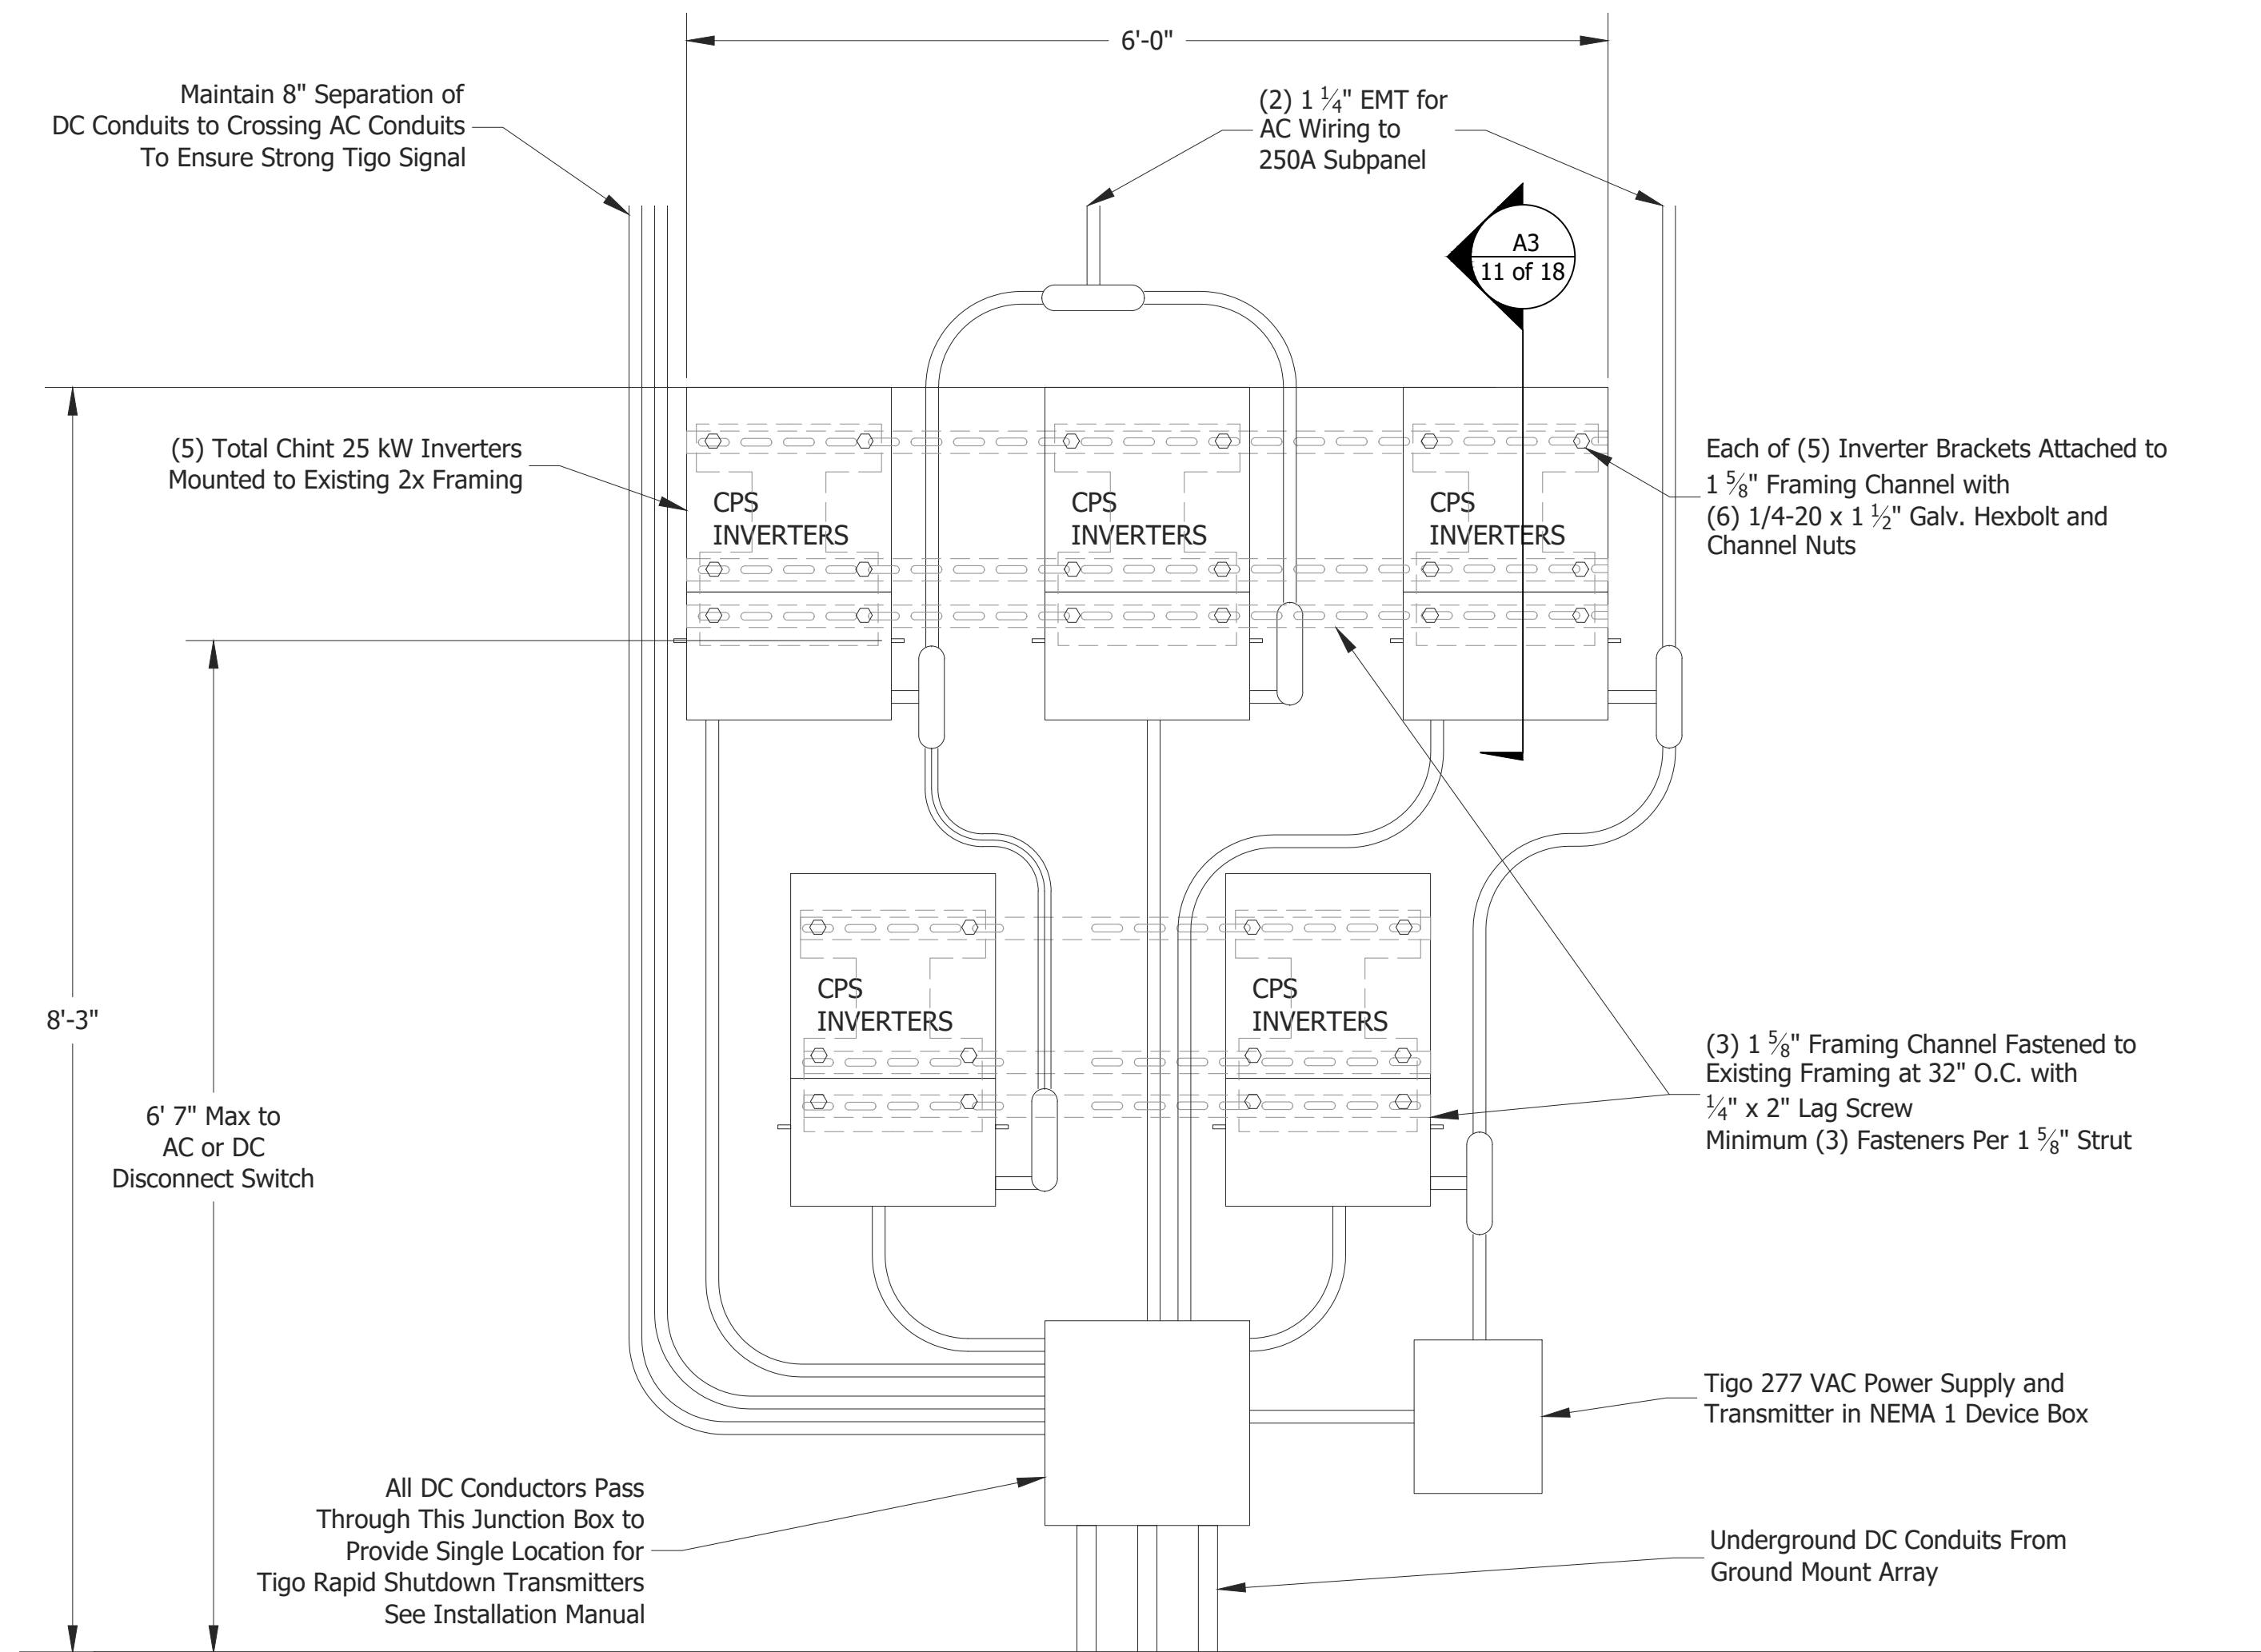 6'-0"
Maintain 8" Separation of
DC Conduits to Crossing AC Conduits
To Ensure Strong Tigo Signal
(2) 1 1⁄4" EMT for
AC Wiring to
250A Subpanel
A3
11 of 18
(5) Total Chint 25 kW Inverters
Mounted to Existing 2x Framing
CPS
INVERTERS
CPS
INVERTERS
CPS
INVERTERS
Each of (5) Inverter Brackets Attached to
1 5⁄8" Framing Channel with
(6) 1/4-20 x 1 1⁄2" Galv. Hexbolt and
Channel Nuts
8'-3"
6' 7" Max to
AC or DC
Disconnect Switch
CPS
INVERTERS
CPS
INVERTERS
(3) 1 5⁄8" Framing Channel Fastened to
Existing Framing at 32" O.C. with
1⁄4" x 2" Lag Screw
Minimum (3) Fasteners Per 1 5⁄8" Strut
Tigo 277 VAC Power Supply and
Transmitter in NEMA 1 Device Box
All DC Conductors Pass
Through This Junction Box to
Provide Single Location for
Tigo Rapid Shutdown Transmitters
See Installation Manual
Underground DC Conduits From
Ground Mount Array